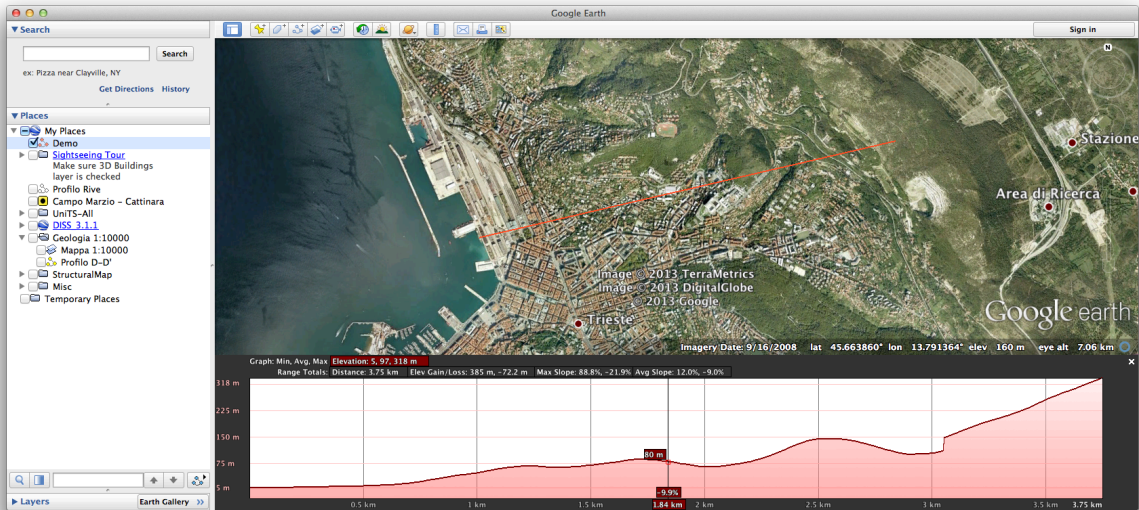 Google Earth
Search
Search
ex: Pizza near Clayville, NY
Get Directions History
Places
My Places
Demo
Sightseeing Tour
Make sure 3D Buildings
layer is checked
Profilo Rive
Campo Marzio - Cattinara
UniTS-All
DISS 3.1.1
Geologia 1:10000
Mappa 1:10000
Profilo D-D'
StructuralMap
Misc
Temporary Places
Layers
Earth Gallery >>
Sign in
N
Stazione
Area di Ricerca
Image © 2013 TerraMetrics
Image © 2013 DigitalGlobe
© 2013 Google
Trieste
Google earth
Imagery Date: 9/16/2008 lat 45.663860° lon 13.791364° elev 160 m eye alt 7.06 km
Graph: Min, Avg, Max Elevation: 5, 97, 318 m
Range Totals: Distance: 3.75 km Elev Gain/Loss: 385 m, -72.2 m Max Slope: 88.8%, -21.9% Avg Slope: 12.0%, -9.0%
318 m
225 m
150 m
75 m
5 m
80 m
-9.9%
0.5 km 1 km 1.5 km 1.84 km 2 km 2.5 km 3 km 3.5 km 3.75 km